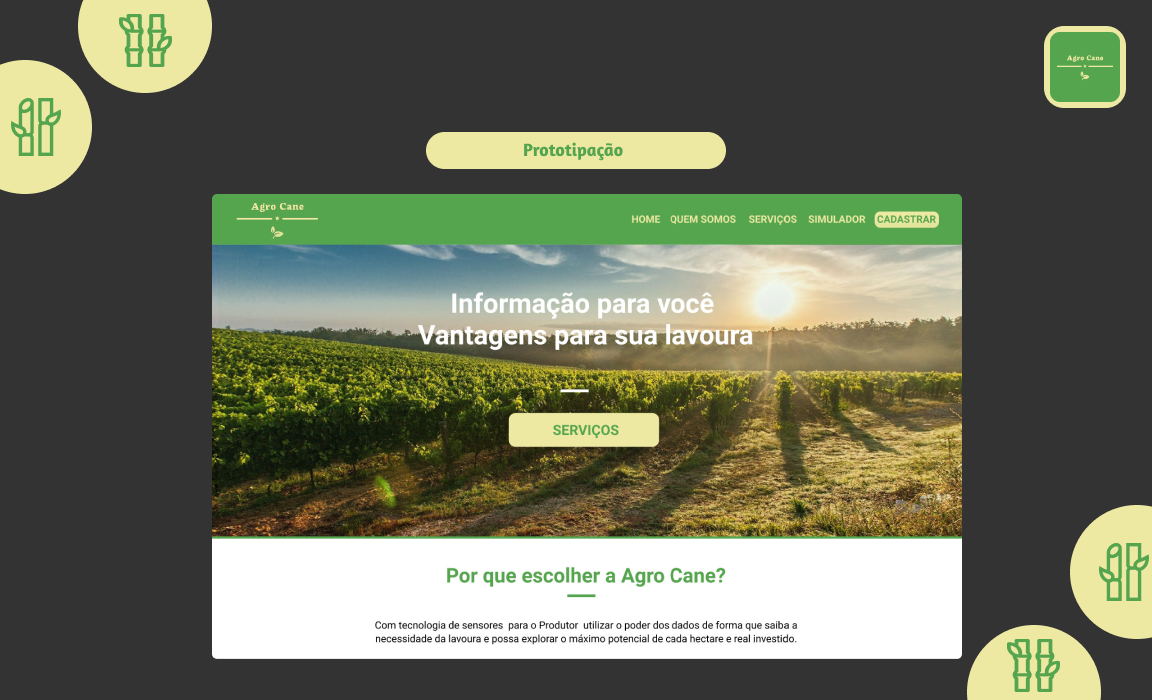 Agro Cane
Prototipação
Agro Cane
HOME QUEM SOMOS SERVIÇOS SIMULADOR CADASTRAR
Informação para você
Vantagens para sua lavoura
SERVIÇOS
Por que escolher a Agro Cane?
Com tecnologia de sensores para o Produtor utilizar o poder dos dados de forma que saiba a
necessidade da lavoura e possa explorar o máximo potencial de cada hectare e real investido.